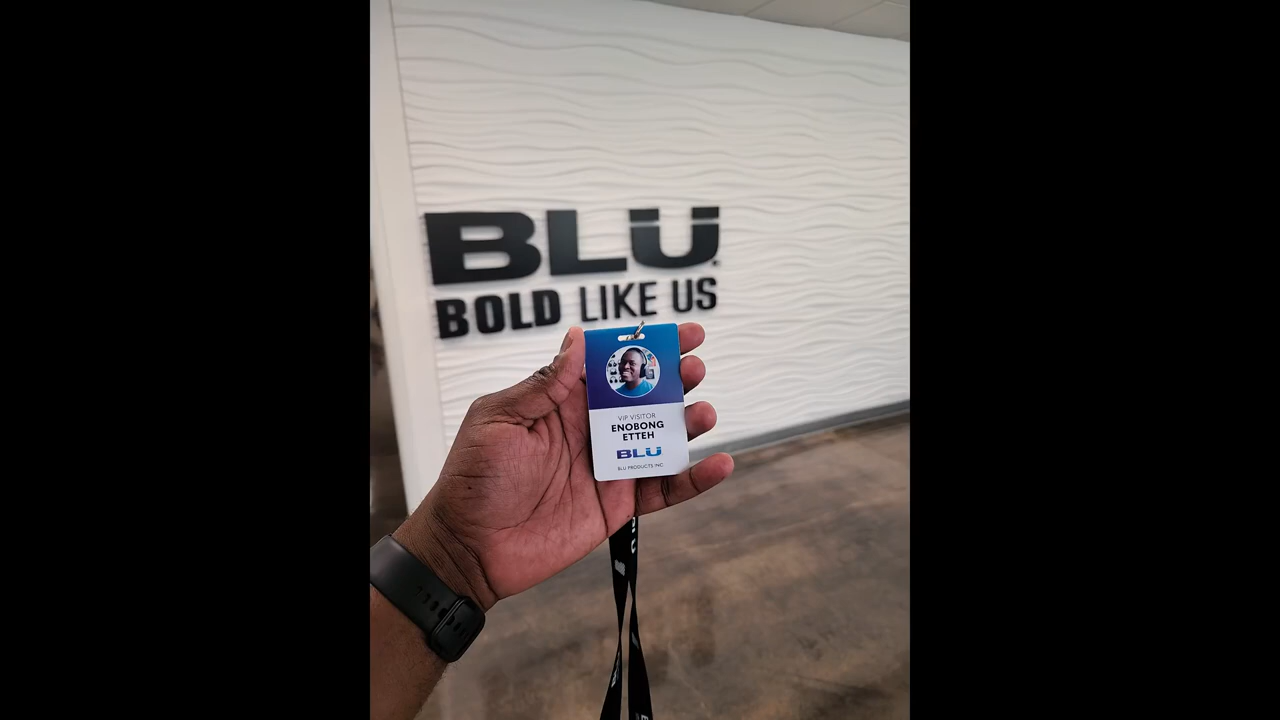 BLU
BOLD LIKE US
VIP VISITOR
ENOBONG
ETTEH
BLU
BLU PRODUCTS INC